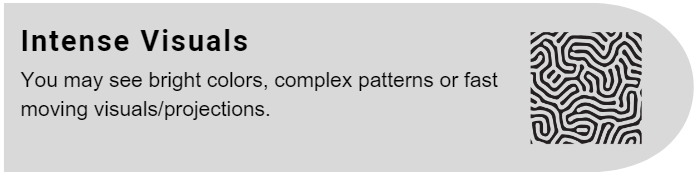 Intense Visuals
You may see bright colors, complex patterns or fast
moving visuals/projections.